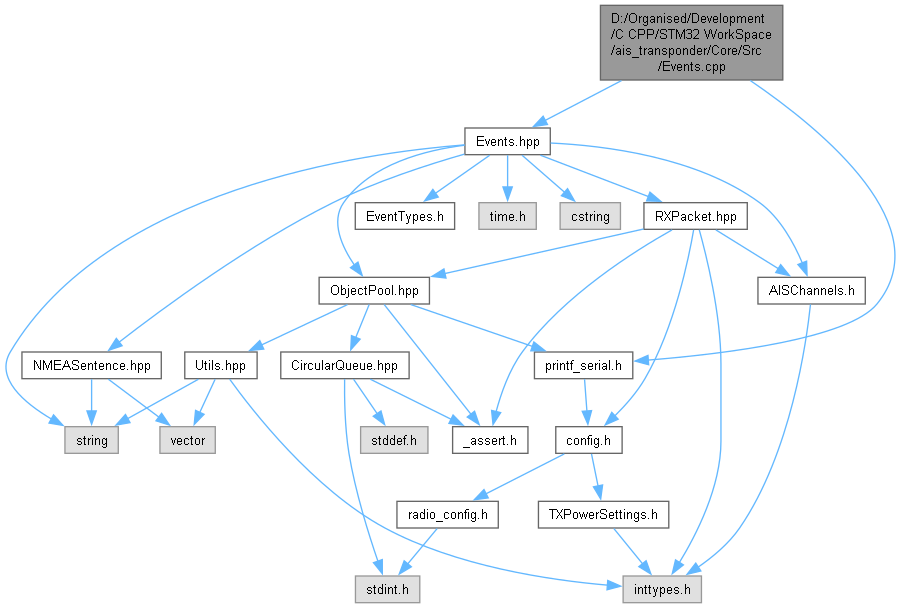 D:/Organised/Development
/C CPP/STM32 WorkSpace
/ais_transponder/Core/Src
/Events.cpp
Events.hpp
EventTypes.h
time.h
cstring
RXPacket.hpp
ObjectPool.hpp
AISChannels.h
NMEASentence.hpp
Utils.hpp
CircularQueue.hpp
printf_serial.h
string
vector
stddef.h
_assert.h
config.h
radio_config.h
TXPowerSettings.h
stdint.h
inttypes.h